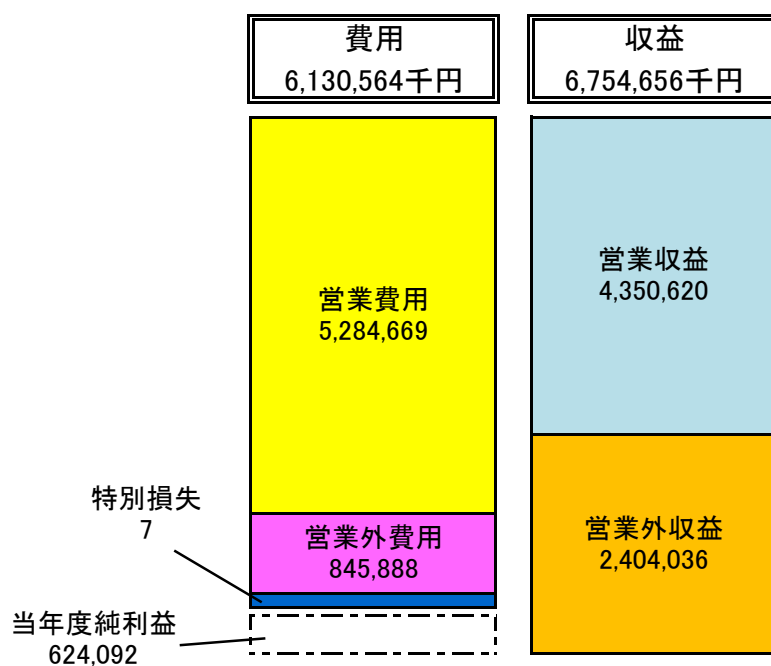 費用
6,130,564千円
収益
6,754,656千円
営業費用
5,284,669
営業収益
4,350,620
特別損失
7
営業外費用
845,888
営業外収益
2,404,036
当年度純利益
624,092